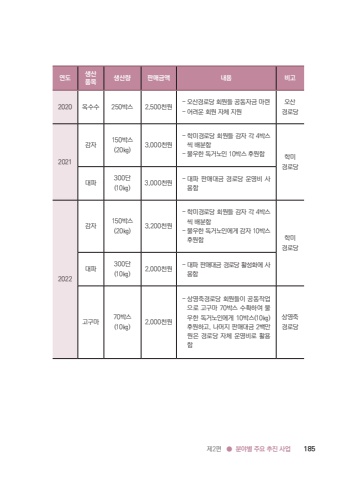 연도 생산품목 생산량 판매금액 내용 비고
2020 옥수수 250박스 2,500천원 - 오산경로당 회원들 공동자금 마련 오산
- 어려운 회원 자체 지원 경로당
2021 감자 150박스 (20kg) 3,000천원 - 학미경로당 회원들 감자 각 4박스
씩 배분함
- 불우한 독거노인 10박스 후원함
학미
경로당
대파 300단 (10kg) 3,000천원 - 대파 판매대금 경로당 운영비 사
용함
2022 감자 150박스 (20kg) 3,200천원 - 학미경로당 회원들 감자 각 4박스
씩 배분함
- 불우한 독거노인에게 감자 10박스
후원함
학미
경로당
대파 300단 (10kg) 2,000천원 - 대파 판매대금 경로당 활성화에 사
용함
고구마 70박스 (10kg) 2,000천원 - 삼영축경로당 회원들이 공동작업
으로 고구마 70박스 수확하여 불
우한 독거노인에게 10박스(10kg)
후원하고, 나머지 판매대금 2백만
원은 경로당 자체 운영비로 활용
함
삼영축
경로당
제2편 ● 분야별 주요 추진 사업 185